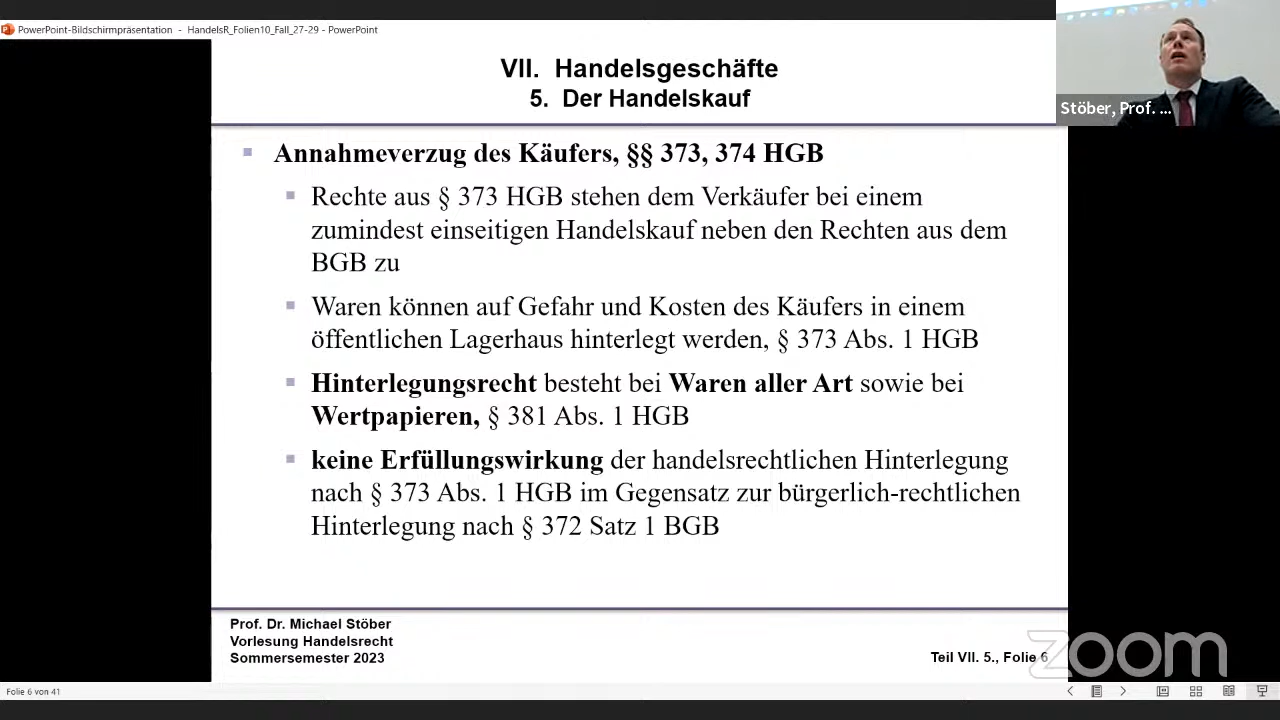 PowerPoint-Bildschirmpräsentation - HandelsR_Folien10_Fall_27-29 - PowerPoint
Stöber, Prof. ...
VII. Handelsgeschäfte
5. Der Handelskauf
Annahmeverzug des Käufers, §§ 373, 374 HGB
Rechte aus § 373 HGB stehen dem Verkäufer bei einem
zumindest einseitigen Handelskauf neben den Rechten aus dem
BGB zu
Waren können auf Gefahr und Kosten des Käufers in einem
öffentlichen Lagerhaus hinterlegt werden, § 373 Abs. 1 HGB
Hinterlegungsrecht besteht bei Waren aller Art sowie bei
Wertpapieren, § 381 Abs. 1 HGB
keine Erfüllungswirkung der handelsrechtlichen Hinterlegung
nach § 373 Abs. 1 HGB im Gegensatz zur bürgerlich-rechtlichen
Hinterlegung nach § 372 Satz 1 BGB
Prof. Dr. Michael Stöber
Vorlesung Handelsrecht
Sommersemester 2023
Teil VII. 5., Folie 6
zoom
Folie 6 von 41